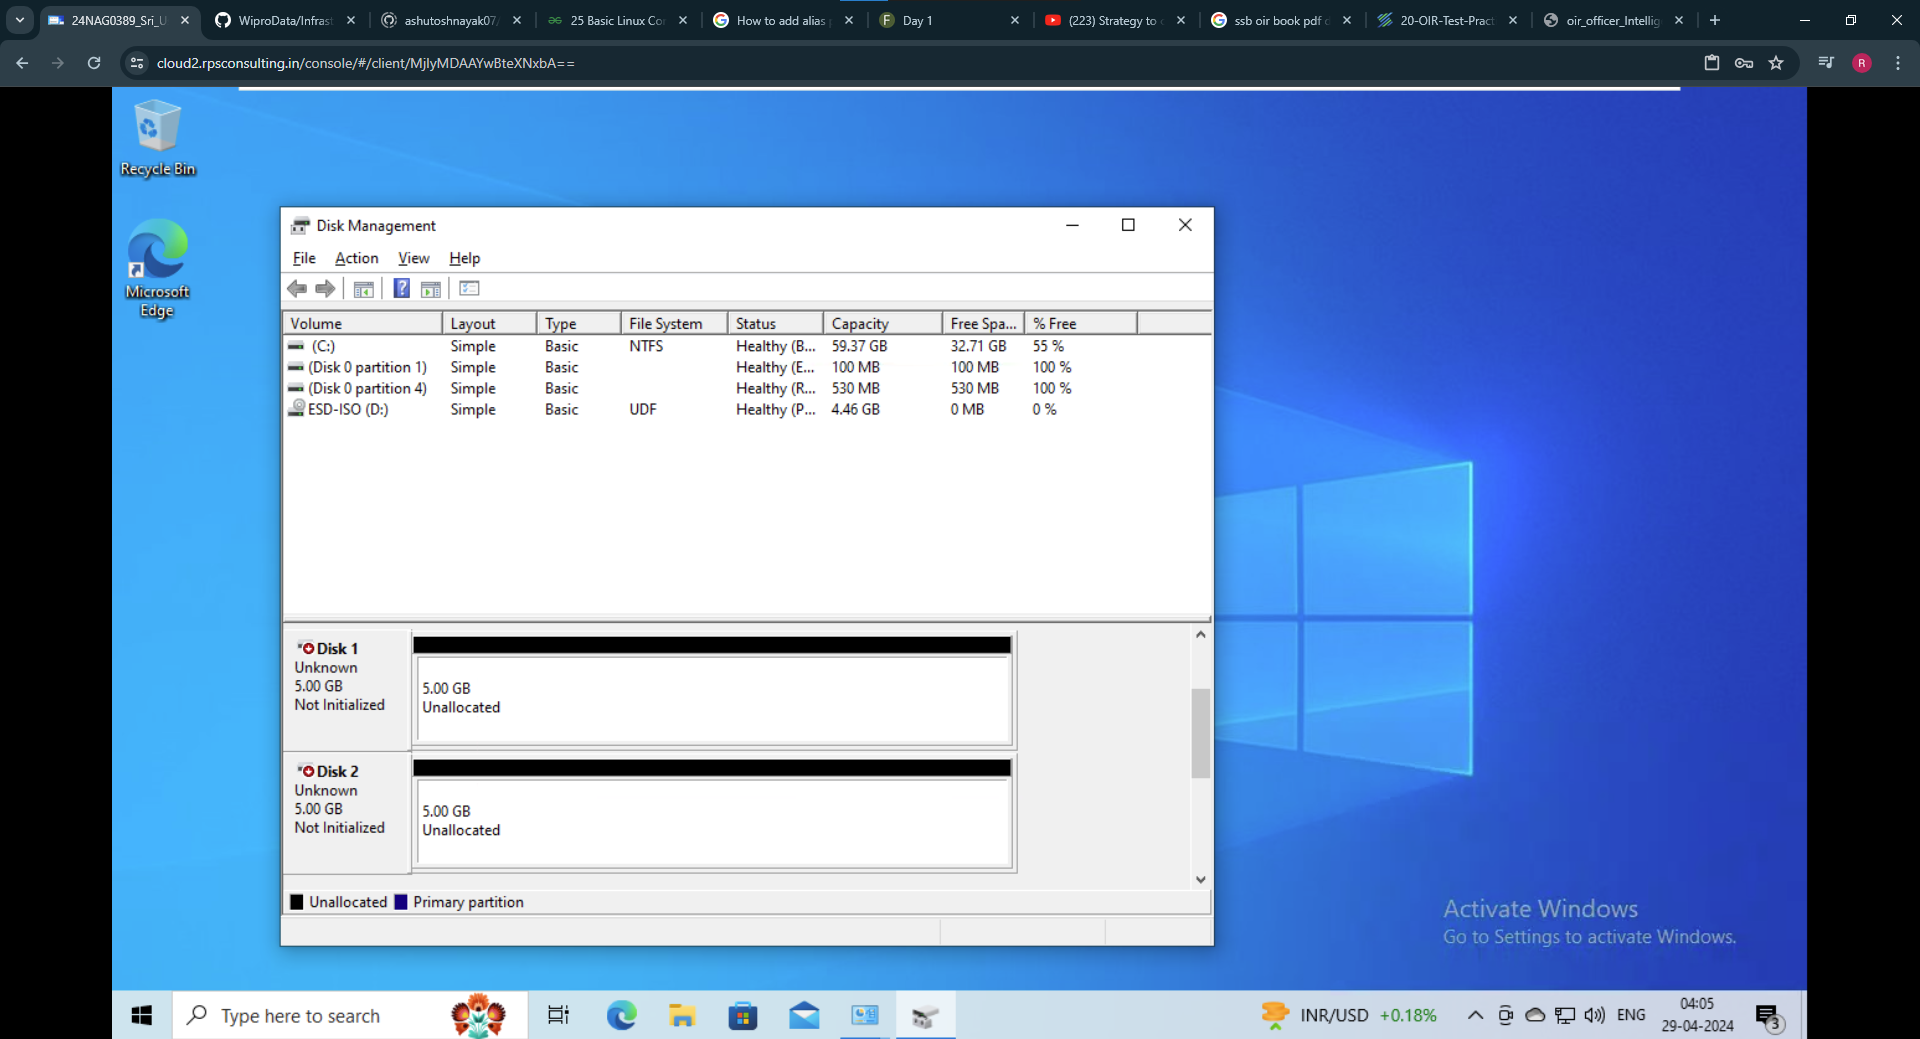 24NAG0389_Sri_U
WiproData/Infrast
ashutoshnayak07/
25 Basic Linux Co
How to add alias
Day 1
(223) Strategy to
ssb oir book pdf
20-OIR-Test-Pract
oir_officer_Intellig
cloud2.rpsconsulting.in/console/#/client/MjIyMDAAYwBteXNxbA==
R
Recycle Bin
Microsoft
Edge
Disk Management
File Action View Help
Volume Layout Type File System Status Capacity Free Spa... % Free
(C:) Simple Basic NTFS Healthy (B... 59.37 GB 32.71 GB 55 %
(Disk 0 partition 1) Simple Basic Healthy (E... 100 MB 100 MB 100 %
(Disk 0 partition 4) Simple Basic Healthy (R... 530 MB 530 MB 100 %
ESD-ISO (D:) Simple Basic UDF Healthy (P... 4.46 GB 0 MB 0 %
Disk 1
Unknown
5.00 GB
Not Initialized
5.00 GB
Unallocated
Disk 2
Unknown
5.00 GB
Not Initialized
5.00 GB
Unallocated
Unallocated Primary partition
Activate Windows
Go to Settings to activate Windows.
Type here to search
INR/USD +0.18%
ENG
04:05
29-04-2024
3